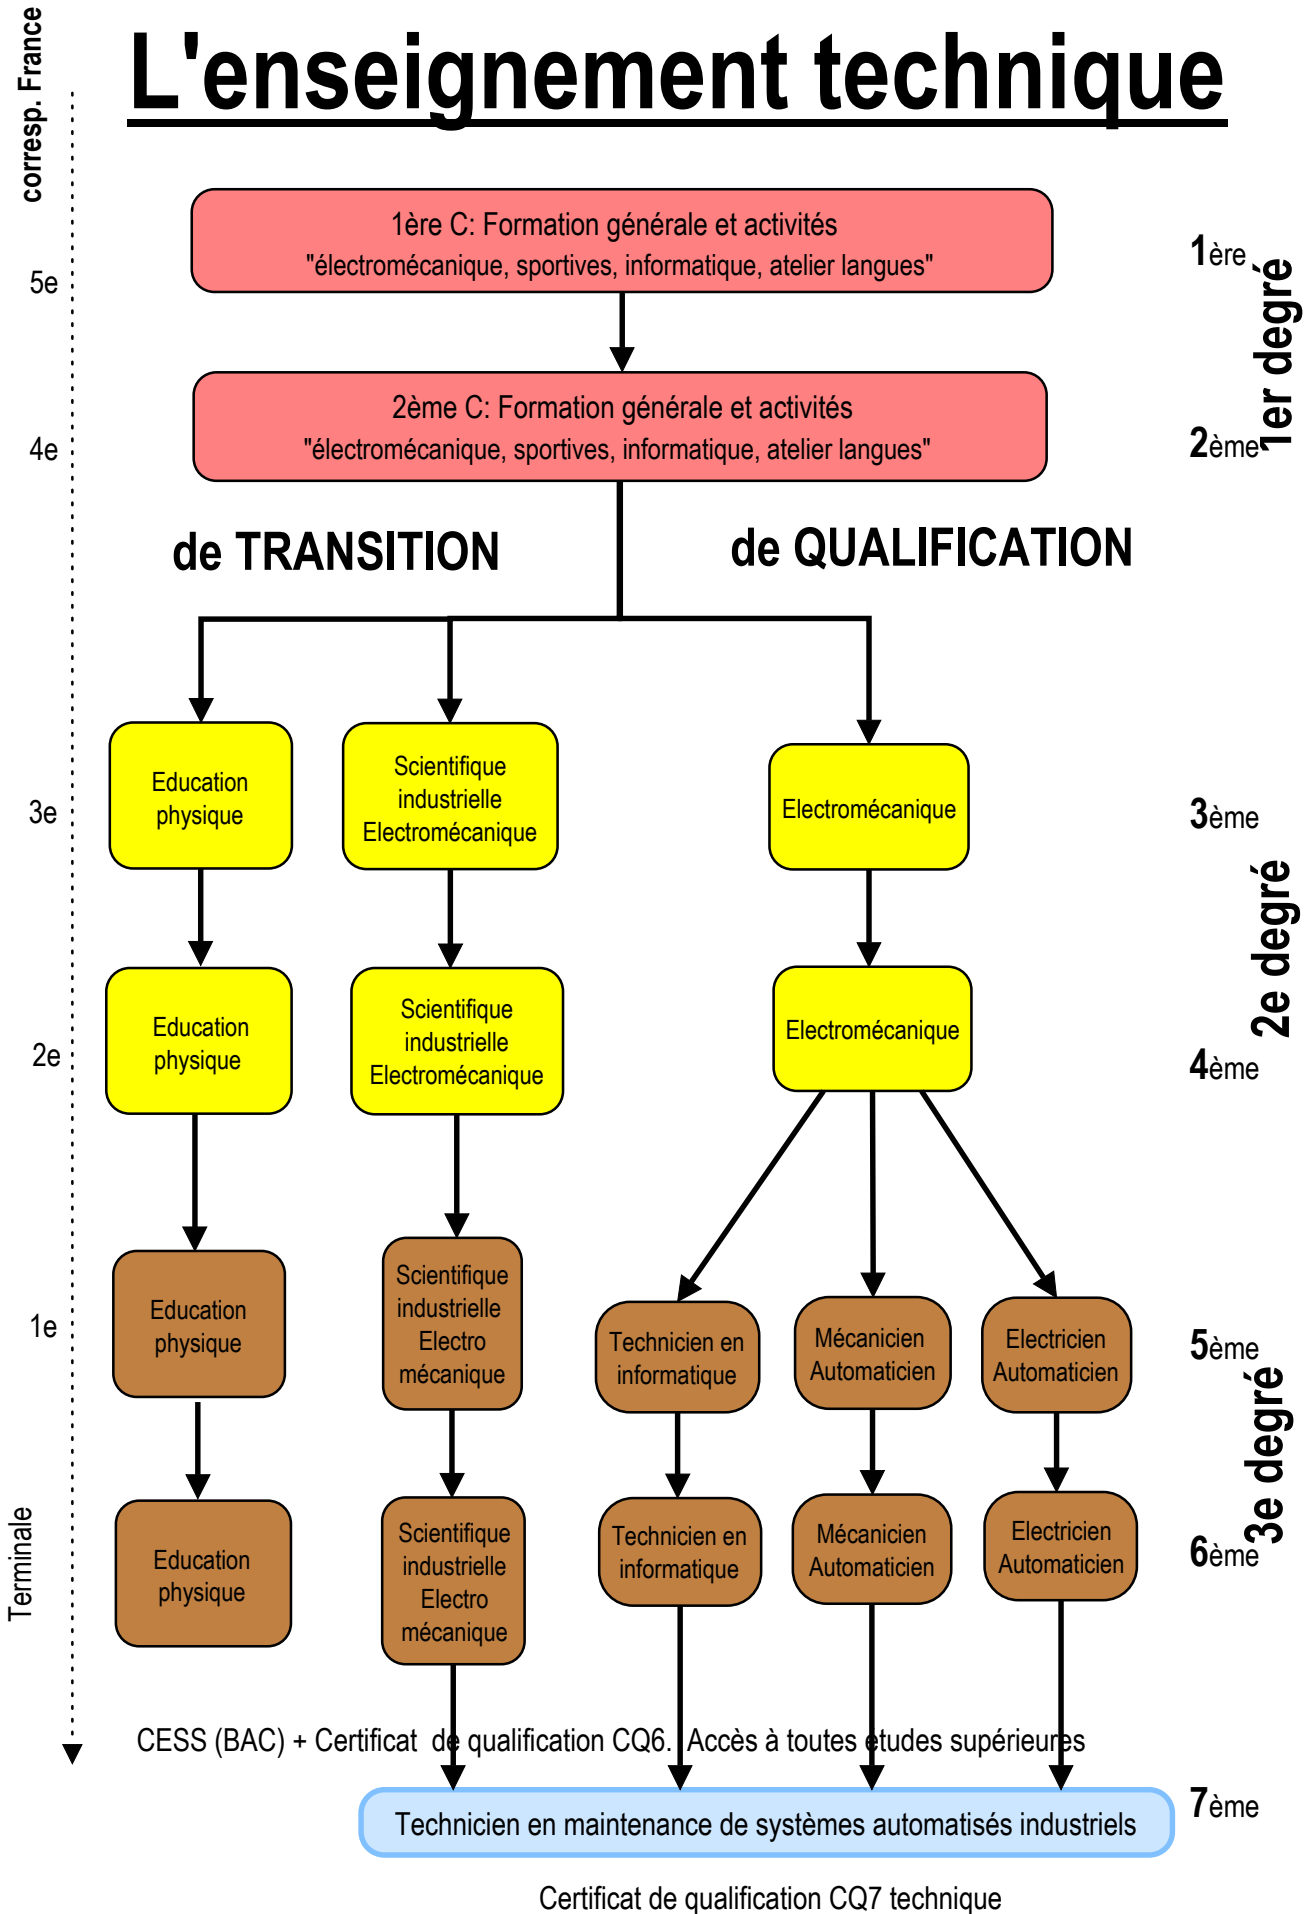 L'enseignement technique
corresp. France
1ère C: Formation générale et activités
"électromécanique, sportives, informatique, atelier langues"
5e
1ère
1er degré
2ème C: Formation générale et activités
"électromécanique, sportives, informatique, atelier langues"
4e
2ème
de TRANSITION
de QUALIFICATION
3e
Education
physique
Scientifique
industrielle
Electromécanique
Electromécanique
3ème
2e degré
2e
Education
physique
Scientifique
industrielle
Electromécanique
Electromécanique
4ème
1e
Education
physique
Scientifique
industrielle
Electro
mécanique
Technicien en
informatique
Mécanicien
Automaticien
Electricien
Automaticien
5ème
3e degré
Terminale
Education
physique
Scientifique
industrielle
Electro
mécanique
Technicien en
informatique
Mécanicien
Automaticien
Electricien
Automaticien
6ème
CESS (BAC) + Certificat de qualification CQ6. Accès à toutes études supérieures
Technicien en maintenance de systèmes automatisés industriels
7ème
Certificat de qualification CQ7 technique